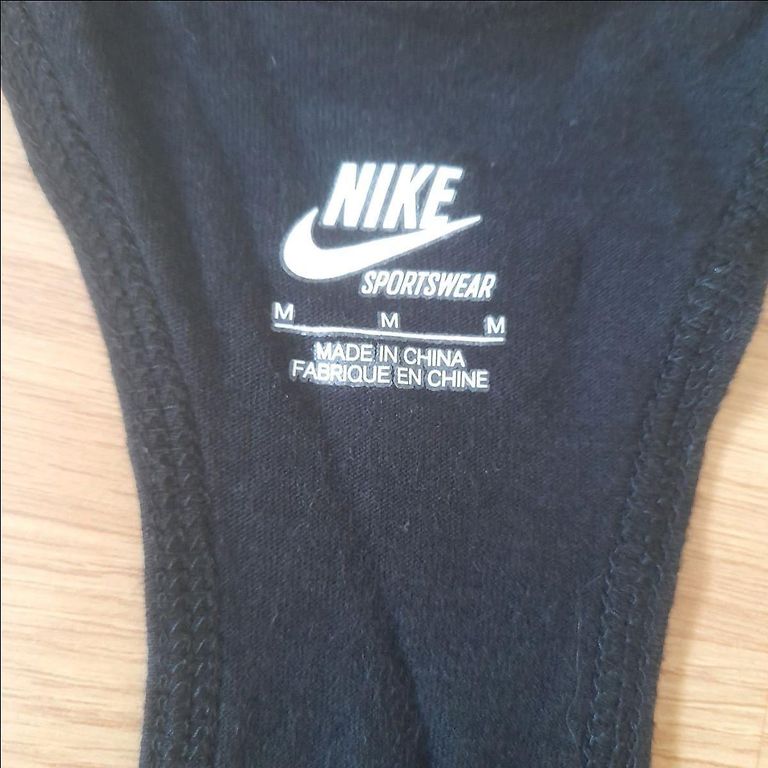 NIKE
SPORTSWEAR
M M M
MADE IN CHINA
FABRIQUE EN CHINE